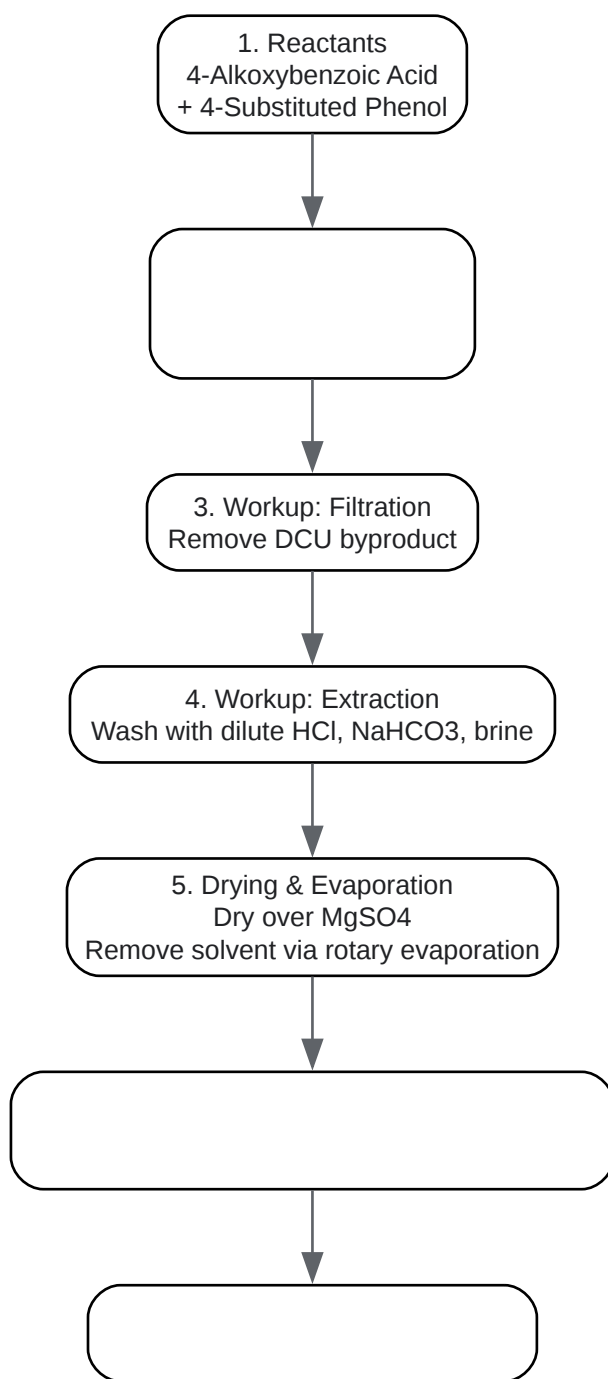 1. Reactants
4-Alkoxybenzoic Acid
+ 4-Substituted Phenol
3. Workup: Filtration
Remove DCU byproduct
4. Workup: Extraction
Wash with dilute HCl, NaHCO3, brine
5. Drying & Evaporation
Dry over MgSO4
Remove solvent via rotary evaporation